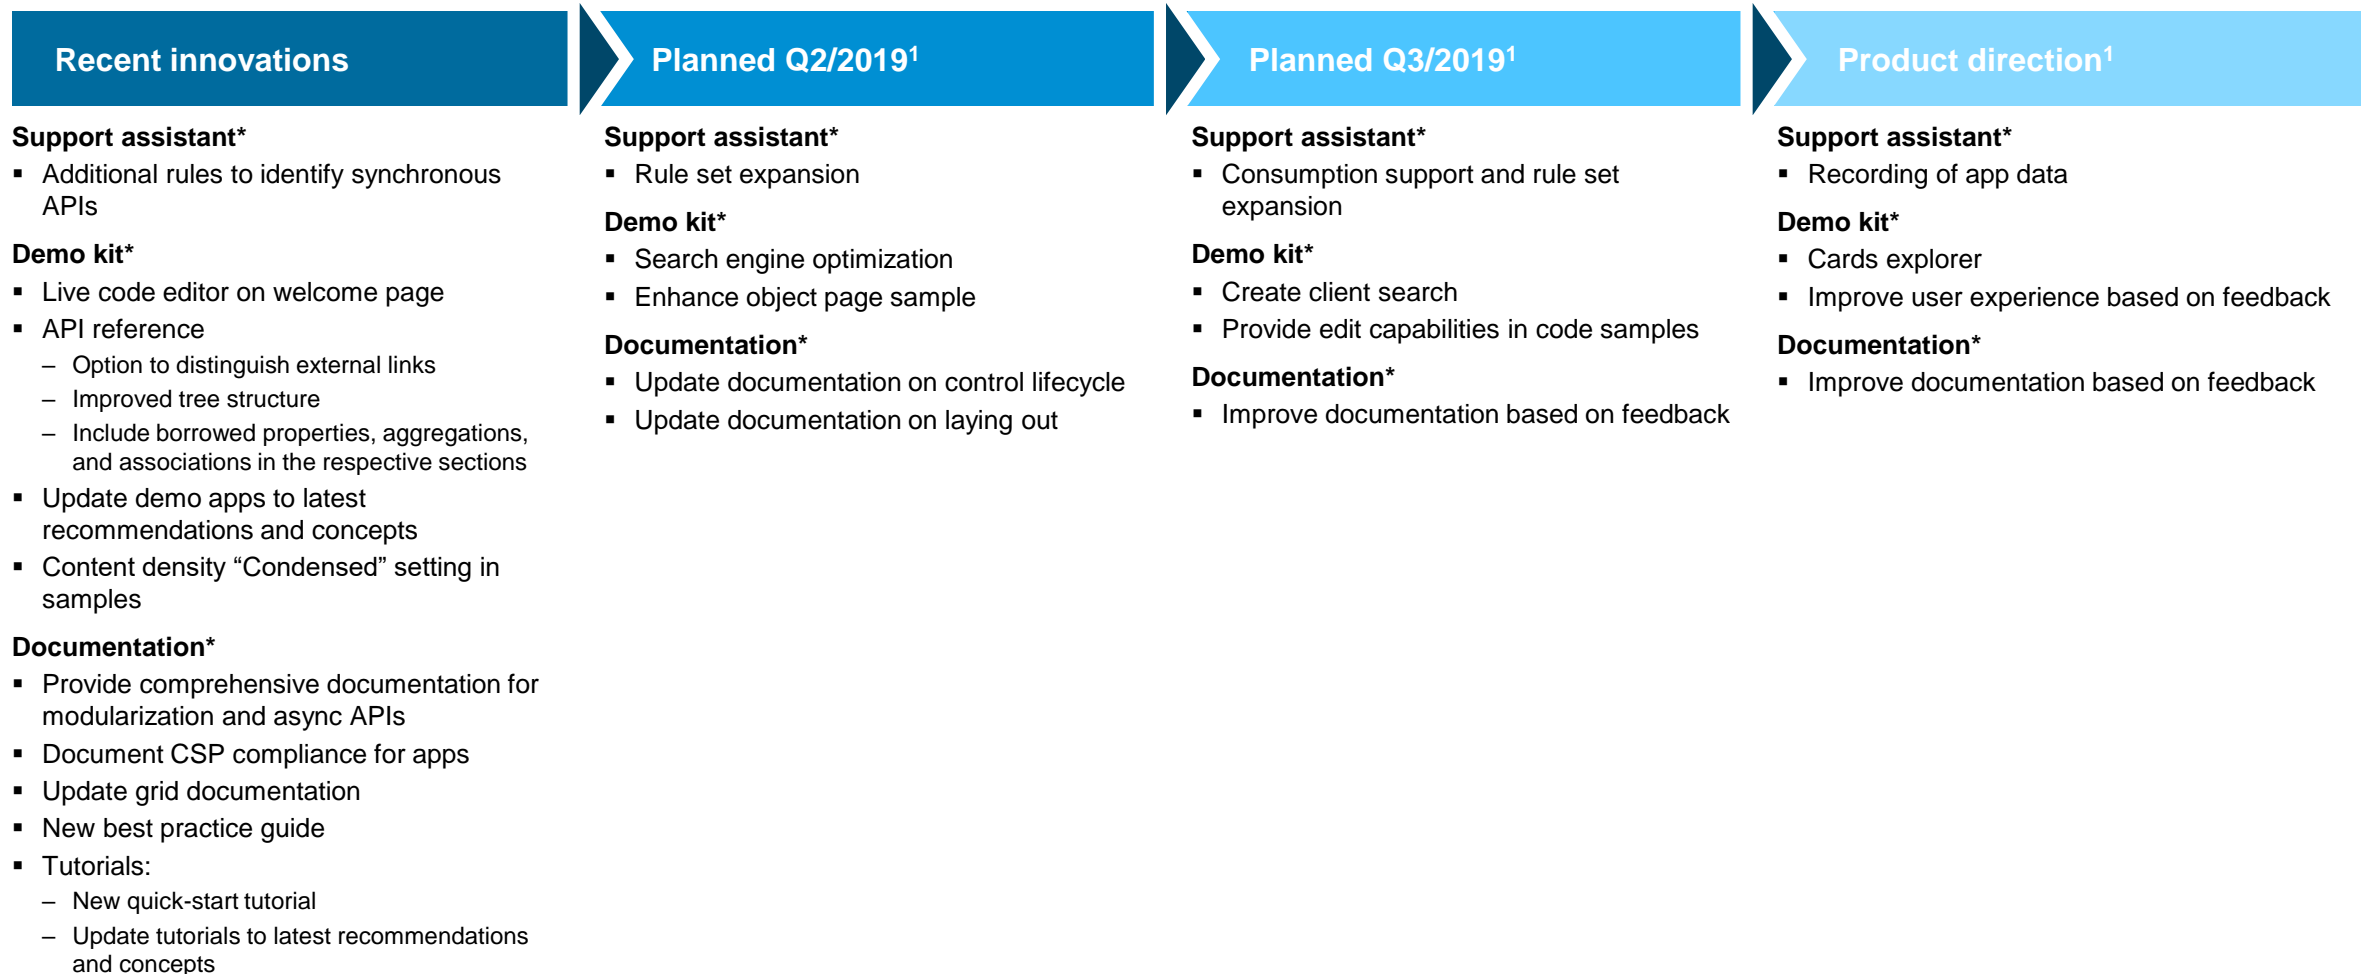 Recent innovations
Support assistant*
▪ Additional rules to identify synchronous
APIs
Demo kit*
▪ Live code editor on welcome page
▪ API reference
– Option to distinguish external links
– Improved tree structure
– Include borrowed properties, aggregations,
and associations in the respective sections
▪ Update demo apps to latest
recommendations and concepts
▪ Content density “Condensed” setting in
samples
Documentation*
▪ Provide comprehensive documentation for
modularization and async APIs
▪ Document CSP compliance for apps
▪ Update grid documentation
▪ New best practice guide
▪ Tutorials:
– New quick-start tutorial
– Update tutorials to latest recommendations
and concepts
Planned Q2/2019¹
Support assistant*
▪ Rule set expansion
Demo kit*
▪ Search engine optimization
▪ Enhance object page sample
Documentation*
▪ Update documentation on control lifecycle
▪ Update documentation on laying out
Planned Q3/2019¹
Support assistant*
▪ Consumption support and rule set
expansion
Demo kit*
▪ Create client search
▪ Provide edit capabilities in code samples
Documentation*
▪ Improve documentation based on feedback
Product direction¹
Support assistant*
▪ Recording of app data
Demo kit*
▪ Cards explorer
▪ Improve user experience based on feedback
Documentation*
▪ Improve documentation based on feedback